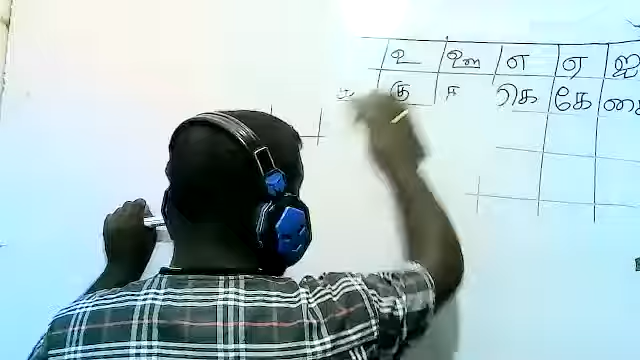 உ ஊ எ ஏ ஐ
கு கெ கே கை